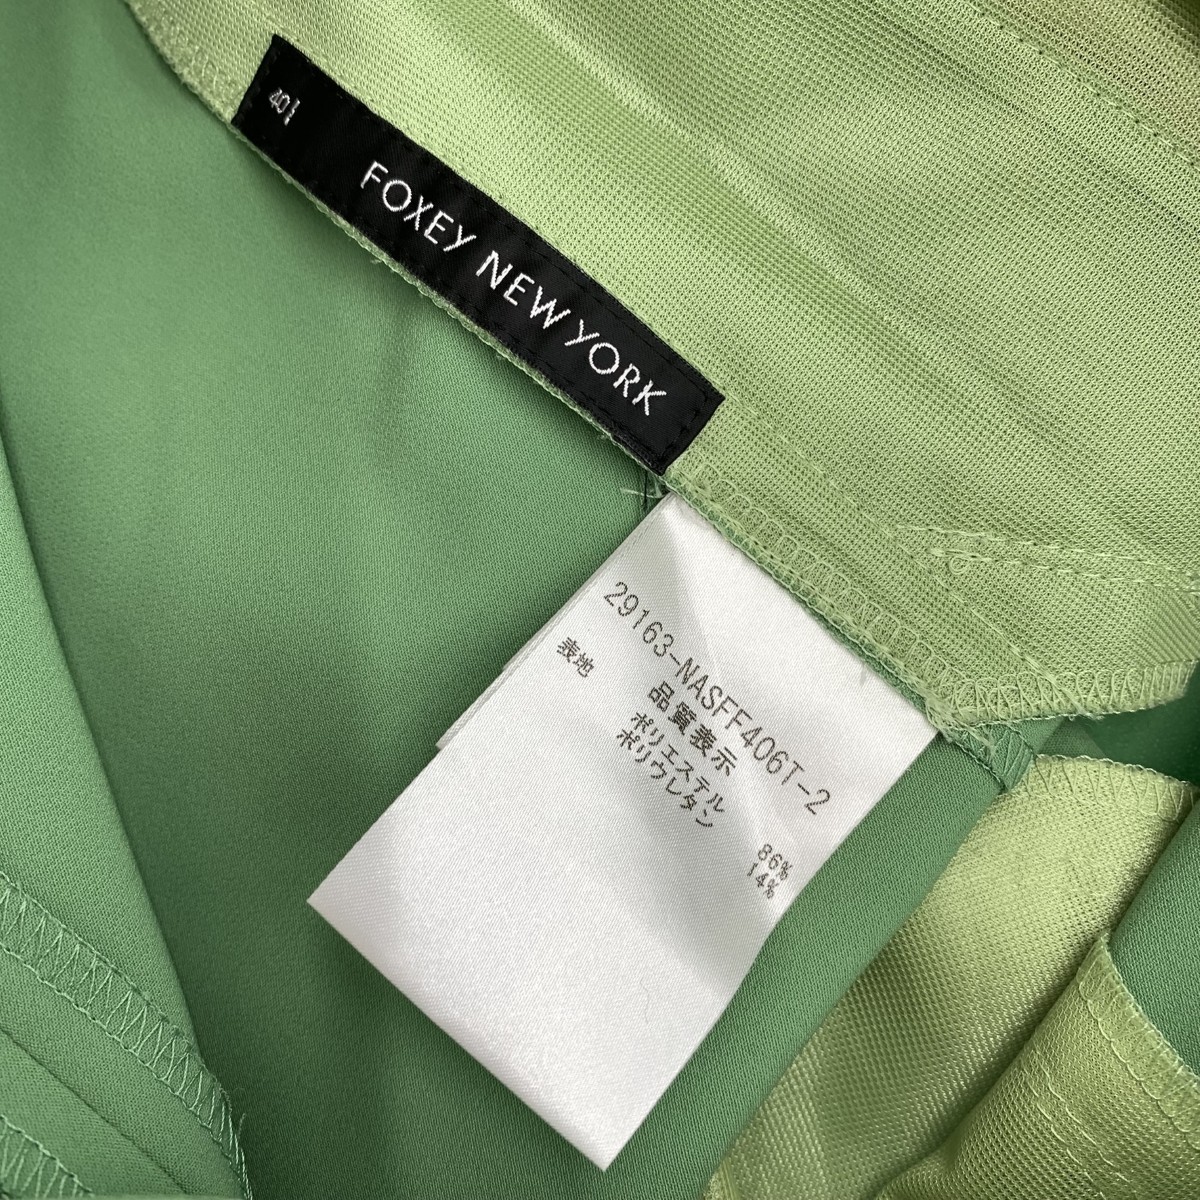 40
FOXEY NEW YORK
29163-NASFF406T-2
品質表示
表地
ポリエステル 86%
ポリウレタン 14%